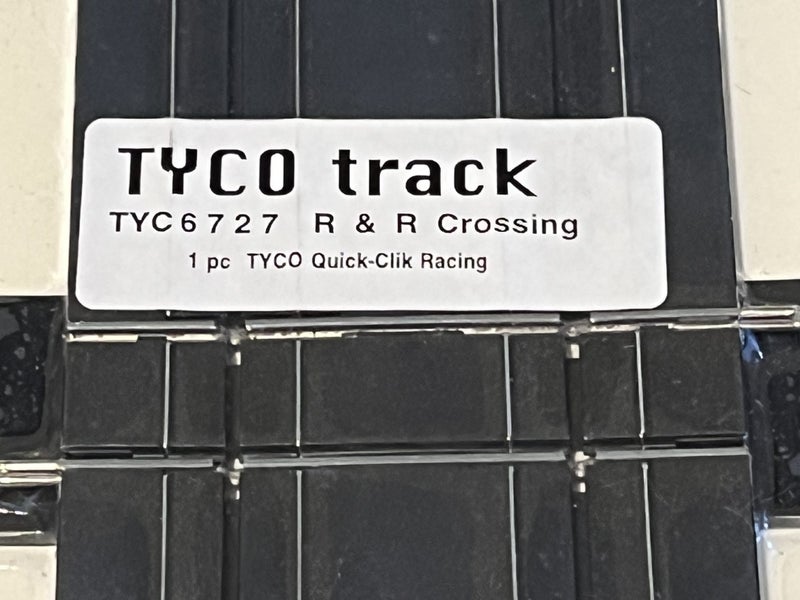 TYCO track
TYC6727 R & R Crossing
1 pc TYCO Quick-Clik Racing